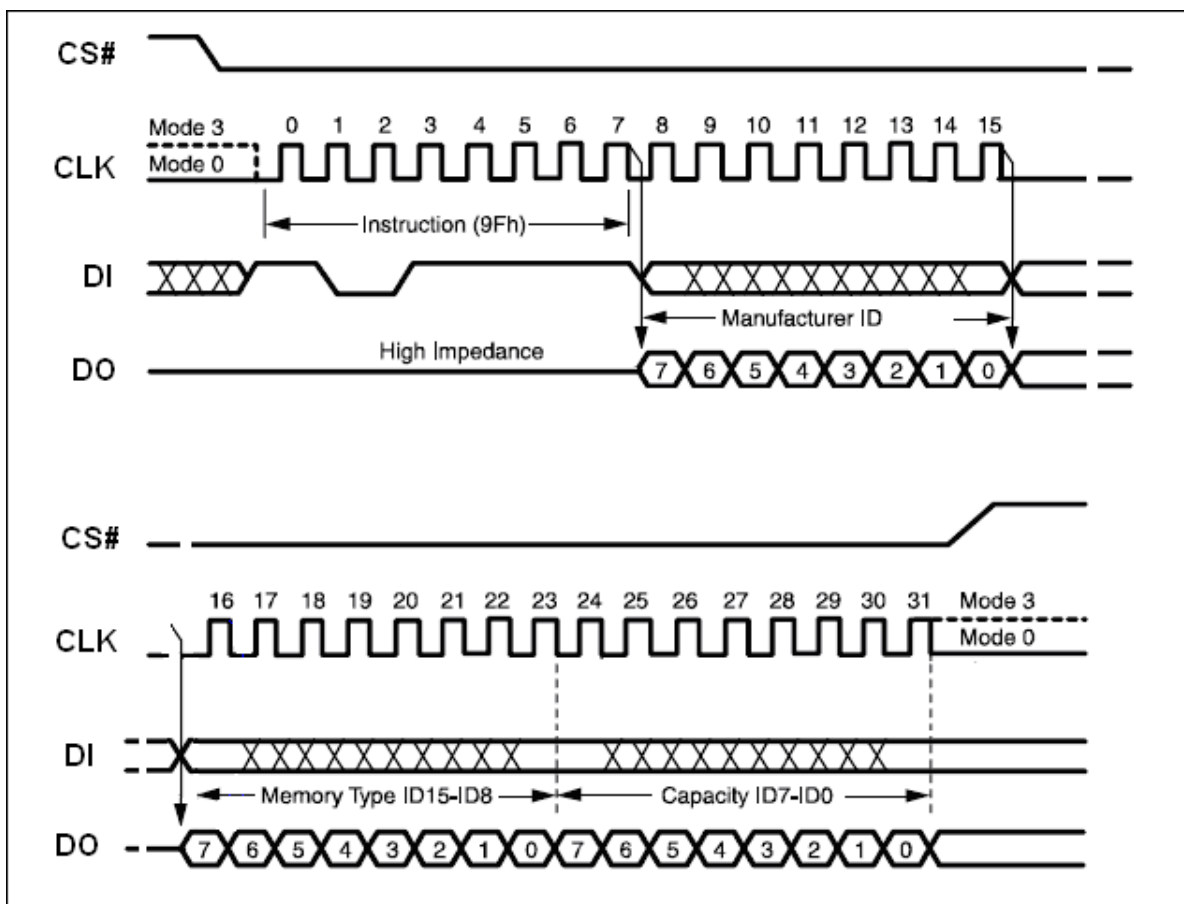 CS#
Mode 3
0 1 2 3 4 5 6 7 8 9 10 11 12 13 14 15
CLK
Mode 0
Instruction (9Fh)
DI
Manufacturer ID
High Impedance
DO
7 6 5 4 3 2 1 0
CS#
16 17 18 19 20 21 22 23 24 25 26 27 28 29 30 31
Mode 3
CLK
Mode 0
DI
Memory Type ID15-ID8
Capacity ID7-ID0
DO
7 6 5 4 3 2 1 0 7 6 5 4 3 2 1 0